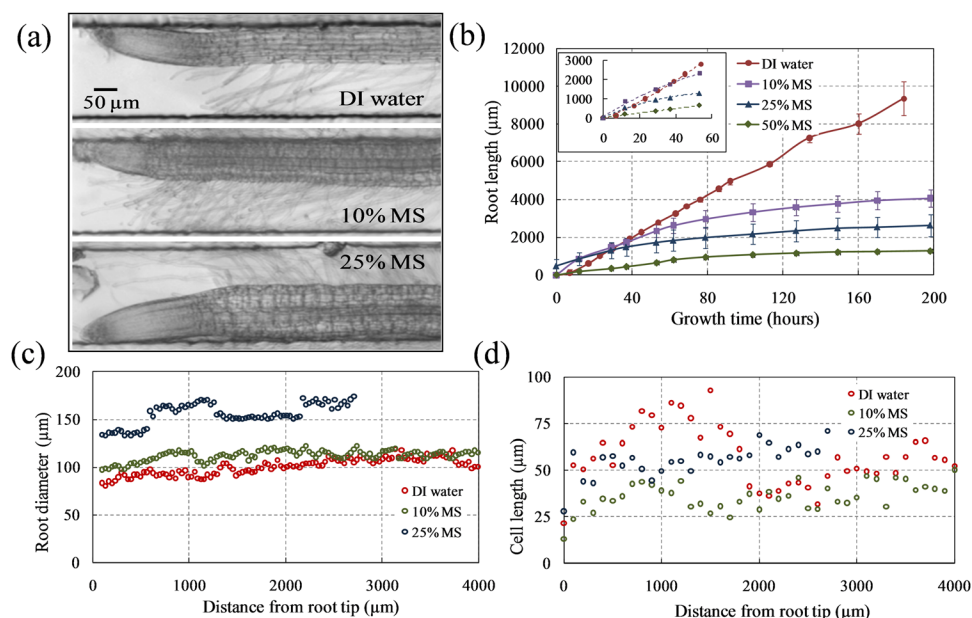 (a)
DI water
50 µm
10% MS
25% MS
(b)
12000
10000
8000
6000
4000
2000
0
0 40 80 120 160 200
Root length (µm)
Growth time (hours)
DI water
10% MS
25% MS
50% MS
3000
2000
1000
0
0 20 40 60
(c)
200
150
100
50
0
0 1000 2000 3000 4000
Root diameter (µm)
Distance from root tip (µm)
DI water
10% MS
25% MS
(d)
100
75
50
25
0
0 1000 2000 3000 4000
Cell length (µm)
Distance from root tip (µm)
DI water
10% MS
25% MS